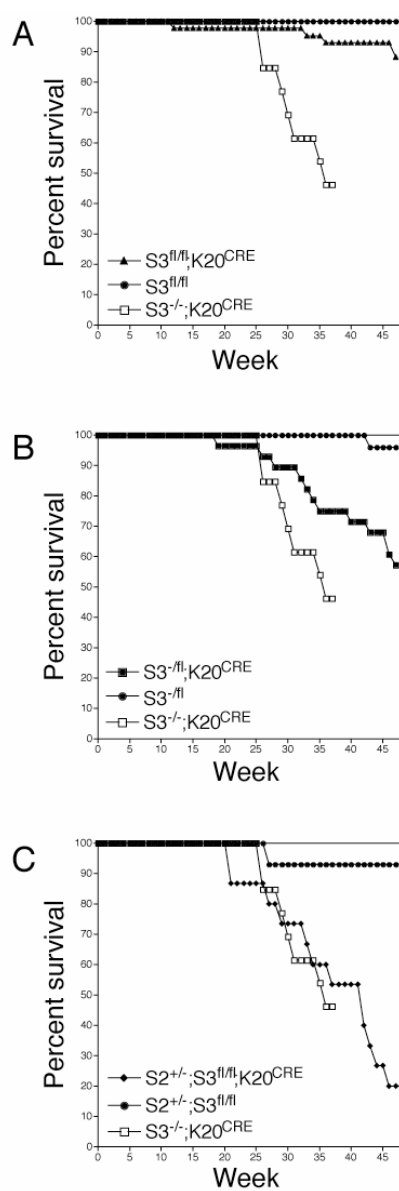 A
Percent survival
100
90
80
70
60
50
40
30
20
10
0
S3fl/fl;K20CRE
S3fl/fl
S3-/-;K20CRE
0 5 10 15 20 25 30 35 40 45
Week
B
Percent survival
100
90
80
70
60
50
40
30
20
10
0
S3-/fl;K20CRE
S3-/fl
S3-/-;K20CRE
0 5 10 15 20 25 30 35 40 45
Week
C
Percent survival
100
90
80
70
60
50
40
30
20
10
0
S2+/-;S3fl/fl;K20CRE
S2+/-;S3fl/fl
S3-/-;K20CRE
0 5 10 15 20 25 30 35 40 45
Week